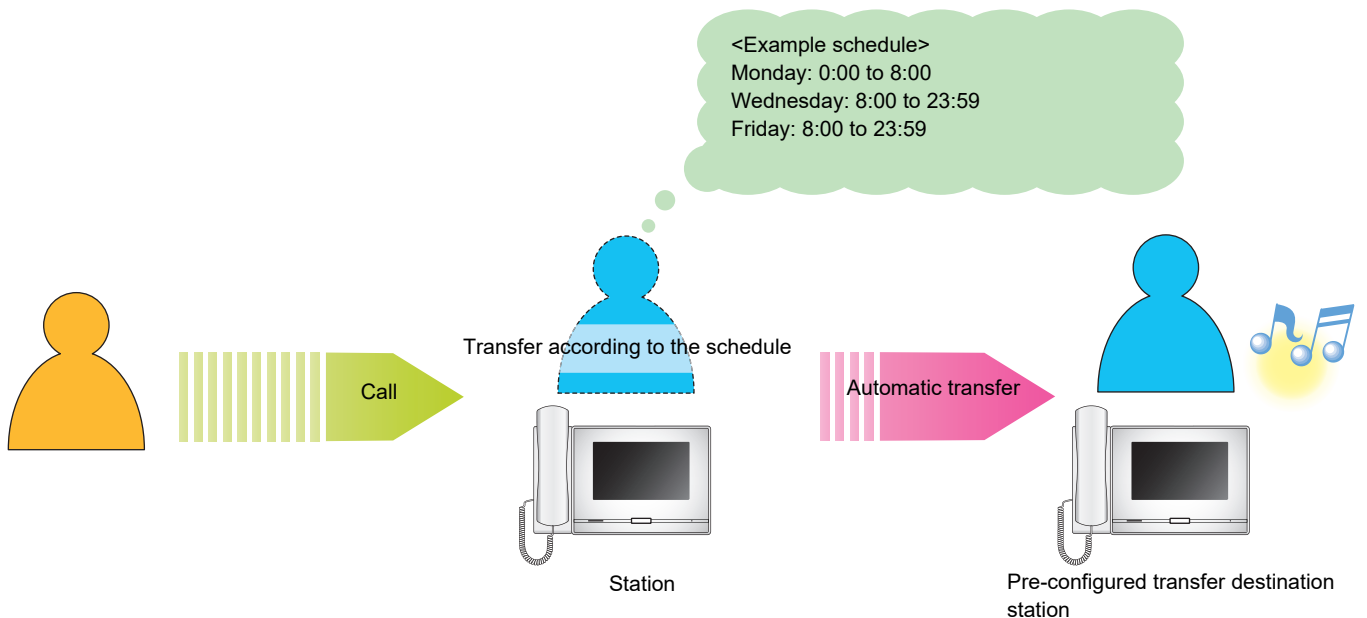 <Example schedule>
Monday: 0:00 to 8:00
Wednesday: 8:00 to 23:59
Friday: 8:00 to 23:59
Transfer according to the schedule
Call
Automatic transfer
Station
Pre-configured transfer destination
station